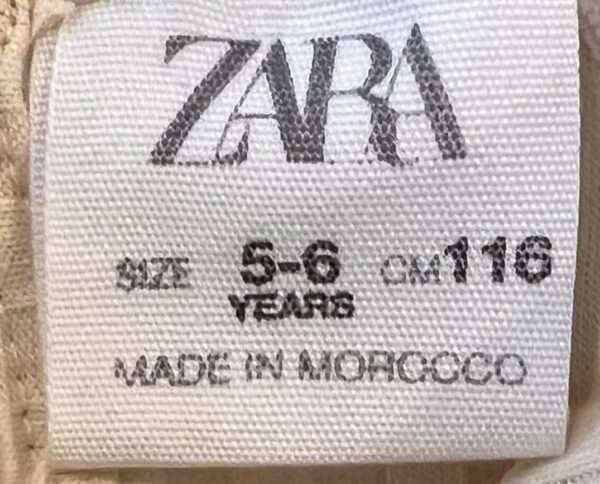 ZARA
SIZE 5-6 CM 116
YEARS
MADE IN MOROCCO